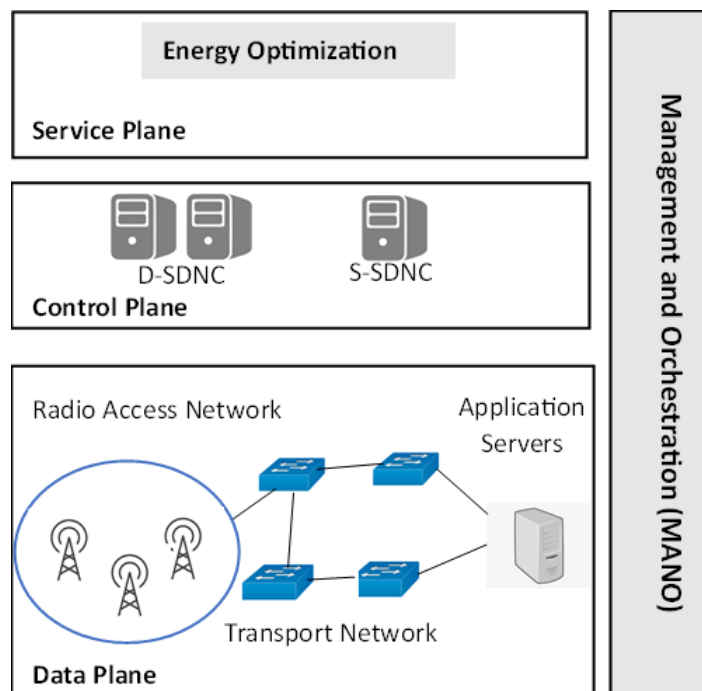 Energy Optimization
Service Plane
D-SDNC
S-SDNC
Control Plane
Radio Access Network
Application
Servers
Transport Network
Data Plane
Management and Orchestration (MANO)